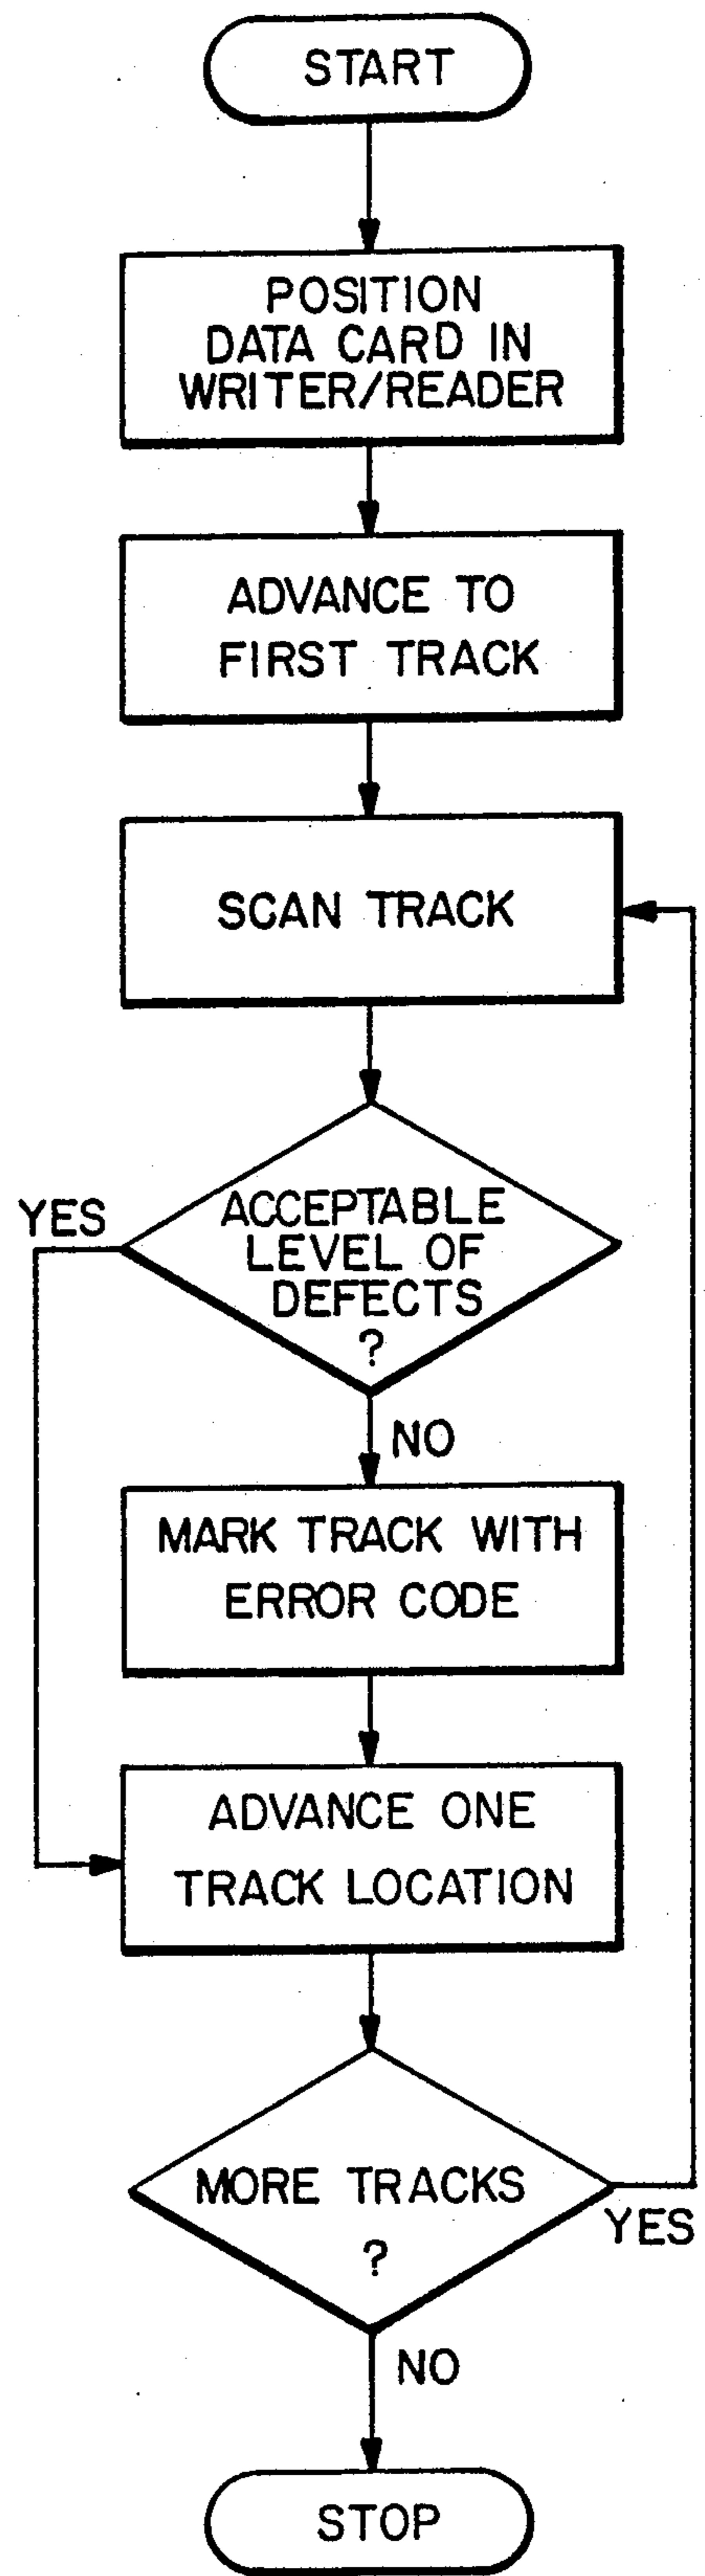 START
POSITION
DATA CARD IN
WRITER/READER
ADVANCE TO
FIRST TRACK
SCAN TRACK
YES
ACCEPTABLE
LEVEL OF
DEFECTS
?
NO
MARK TRACK WITH
ERROR CODE
ADVANCE ONE
TRACK LOCATION
MORE TRACKS
?
YES
NO
STOP